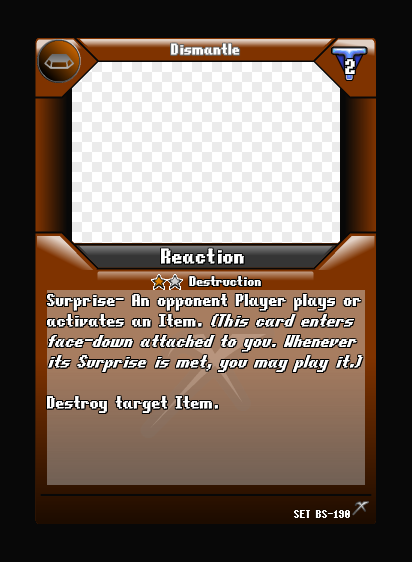 Dismantle
2
Reaction
Destruction
Surprise- An opponent Player plays or
activates an Item. (This card enters
face-down attached to you. Whenever
its Surprise is met, you may play it.)
Destroy target Item.
SET BS-190